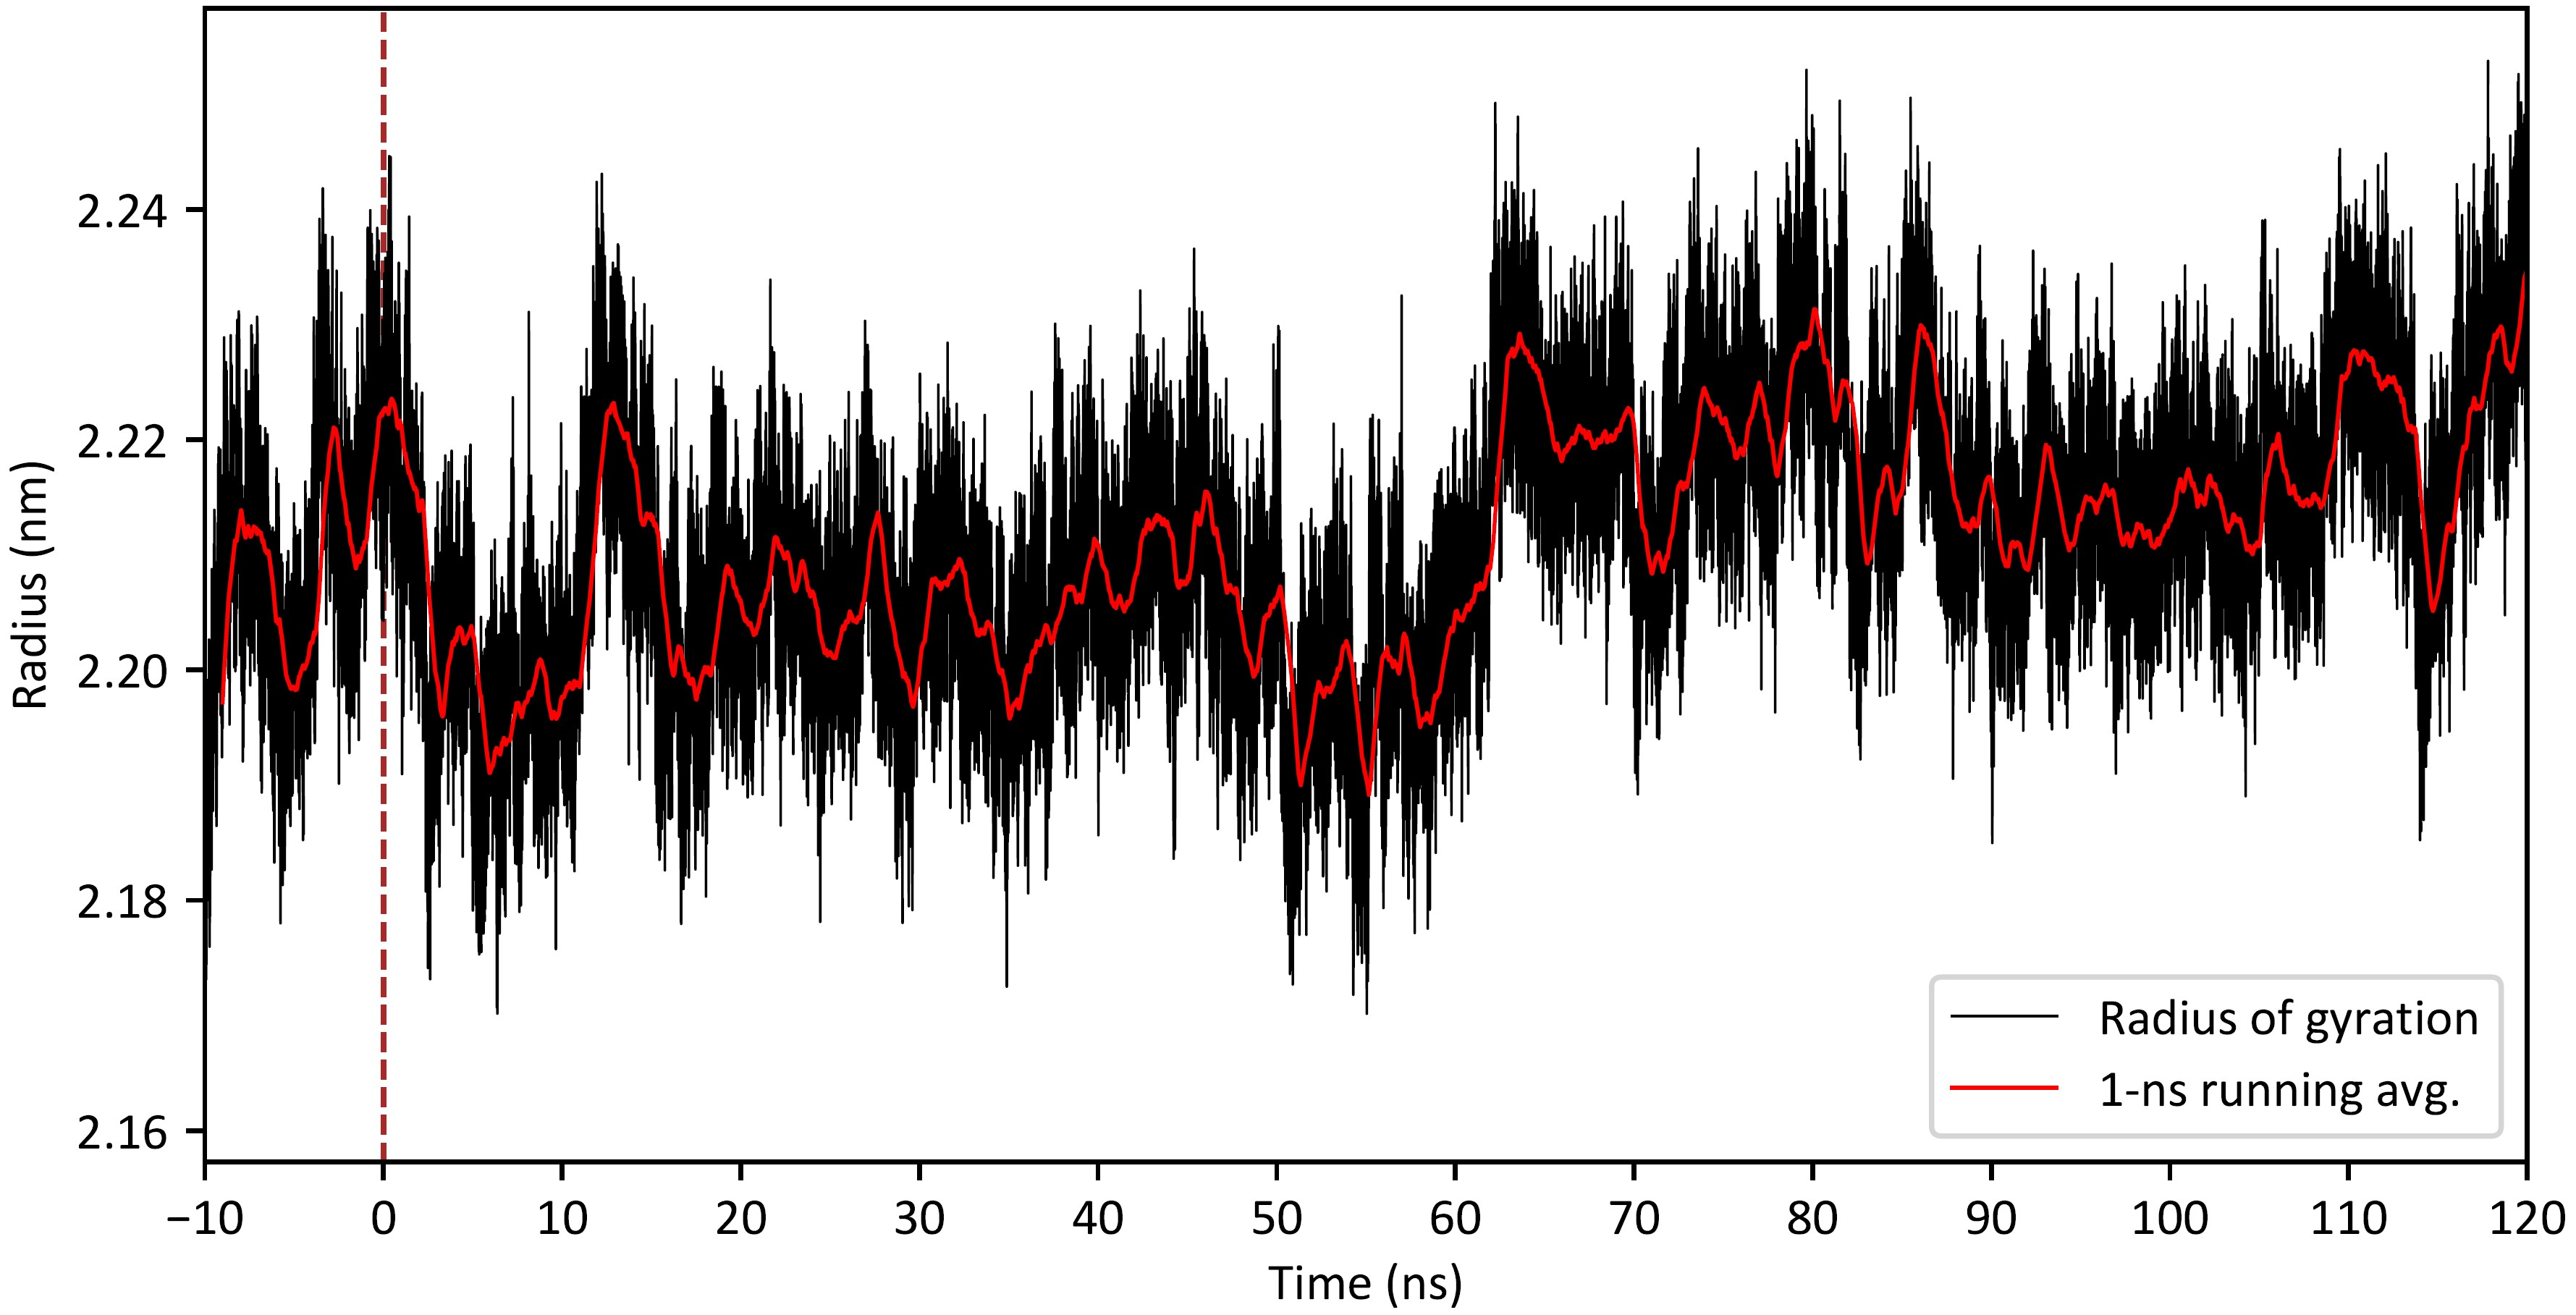 Radius (nm)
2.24
2.22
2.20
2.18
2.16
Radius of gyration
1-ns running avg.
−10 0 10 20 30 40 50 60 70 80 90 100 110 120
Time (ns)